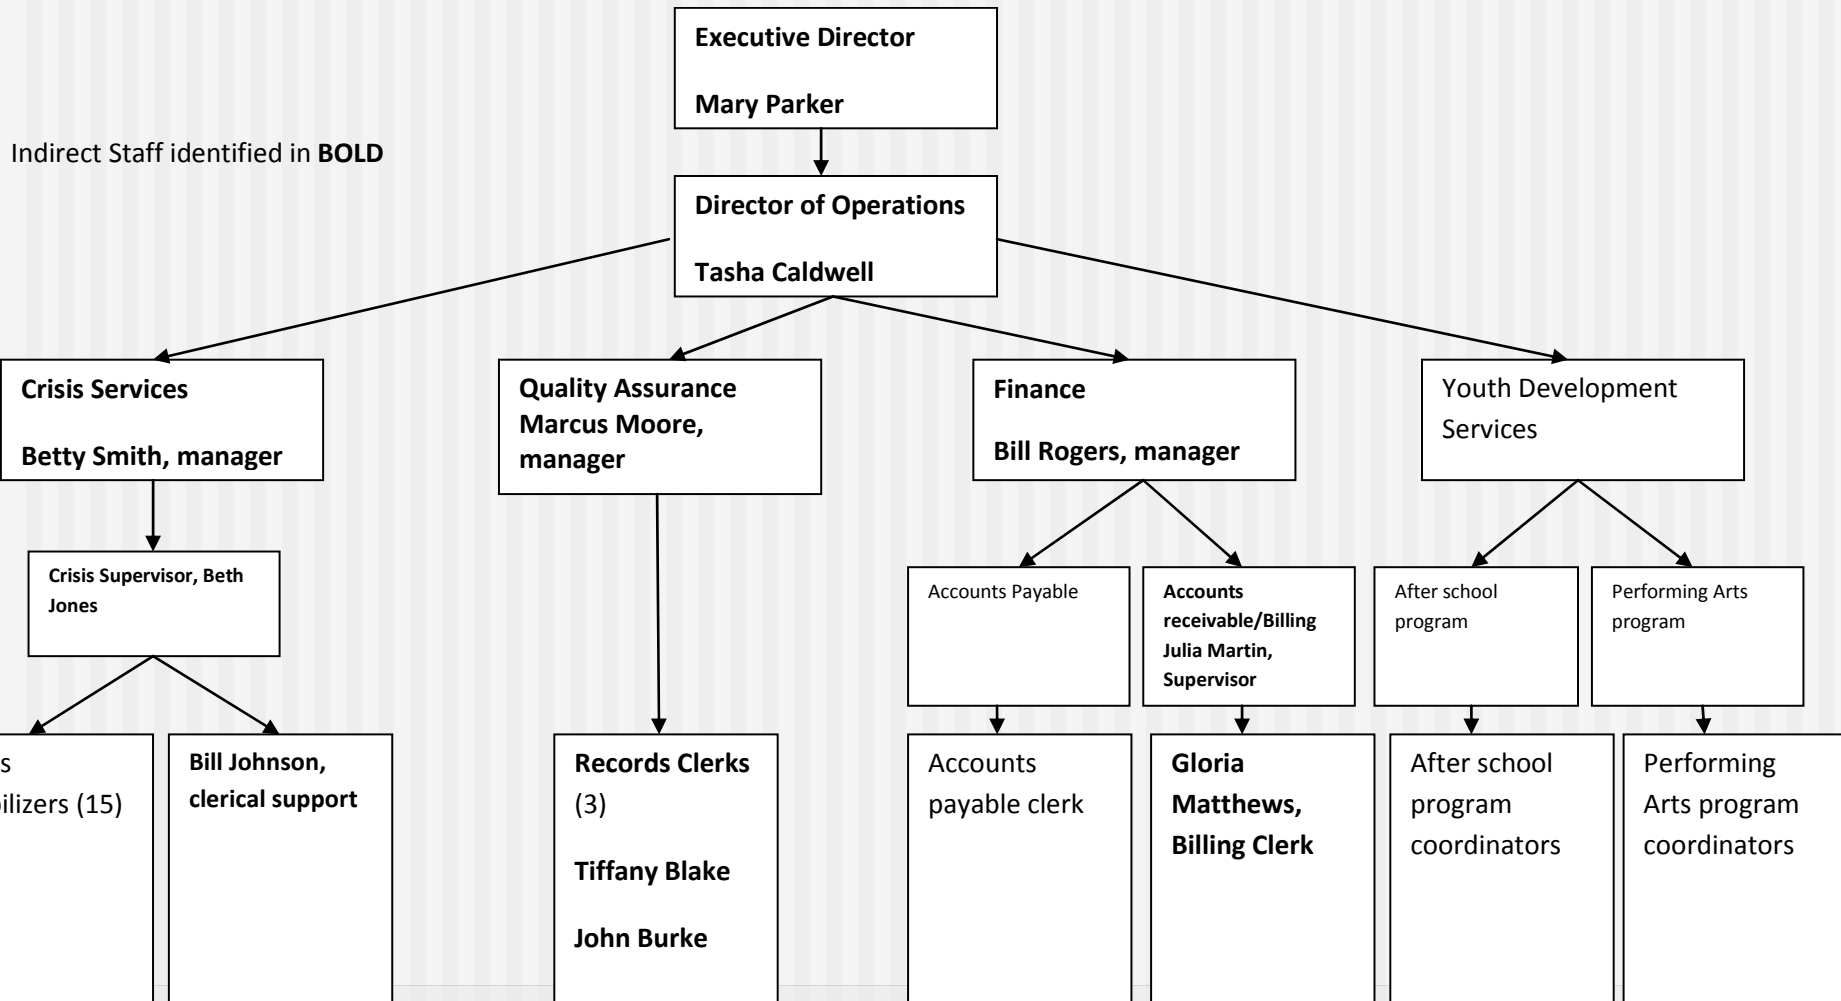 Executive Director
Mary Parker
Indirect Staff identified in BOLD
Director of Operations
Tasha Caldwell
Crisis Services
Betty Smith, manager
Quality Assurance
Marcus Moore,
manager
Finance
Bill Rogers, manager
Youth Development
Services
Crisis Supervisor, Beth
Jones
Accounts Payable
Accounts
receivable/Billing
Julia Martin,
Supervisor
After school
program
Performing Arts
program
(15)
Bill Johnson,
clerical support
Records Clerks
(3)
Tiffany Blake
John Burke
Accounts
payable clerk
Gloria
Matthews,
Billing Clerk
After school
program
coordinators
Performing
Arts program
coordinators